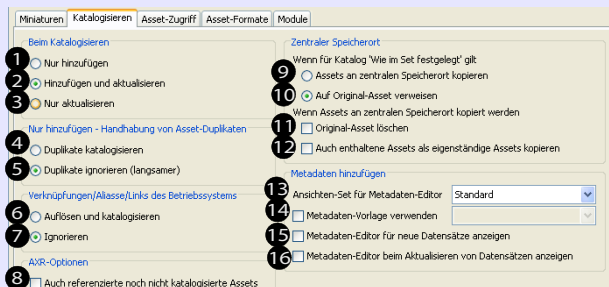 Miniaturen Katalogisieren Asset-Zugriff Asset-Formate Module
Beim Katalogisieren
1 Nur hinzufügen
2 Hinzufügen und aktualisieren
3 Nur aktualisieren
Nur hinzufügen - Handhabung von Asset-Duplikaten
4 Duplikate katalogisieren
5 Duplikate ignorieren (langsamer)
Verknüpfungen/Aliasse/Links des Betriebssystems
6 Auflösen und katalogisieren
7 Ignorieren
AXR-Optionen
8 Auch referenzierte noch nicht katalogisierte Assets
Zentraler Speicherort
Wenn für Katalog 'Wie im Set festgelegt' gilt
9 Assets an zentralen Speicherort kopieren
10 Auf Original-Asset verweisen
Wenn Assets an zentralen Speicherort kopiert werden
11 Original-Asset löschen
12 Auch enthaltene Assets als eigenständige Assets kopieren
Metadaten hinzufügen
13 Ansichten-Set für Metadaten-Editor Standard
14 Metadaten-Vorlage verwenden
15 Metadaten-Editor für neue Datensätze anzeigen
16 Metadaten-Editor beim Aktualisieren von Datensätzen anzeigen